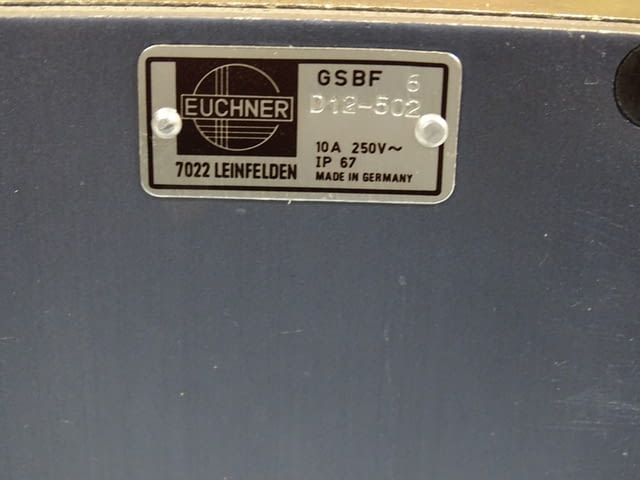 EUCHNER
7022 LEINFELDEN
GSBF 6
D12-502
10A 250V~
IP 67
MADE IN GERMANY